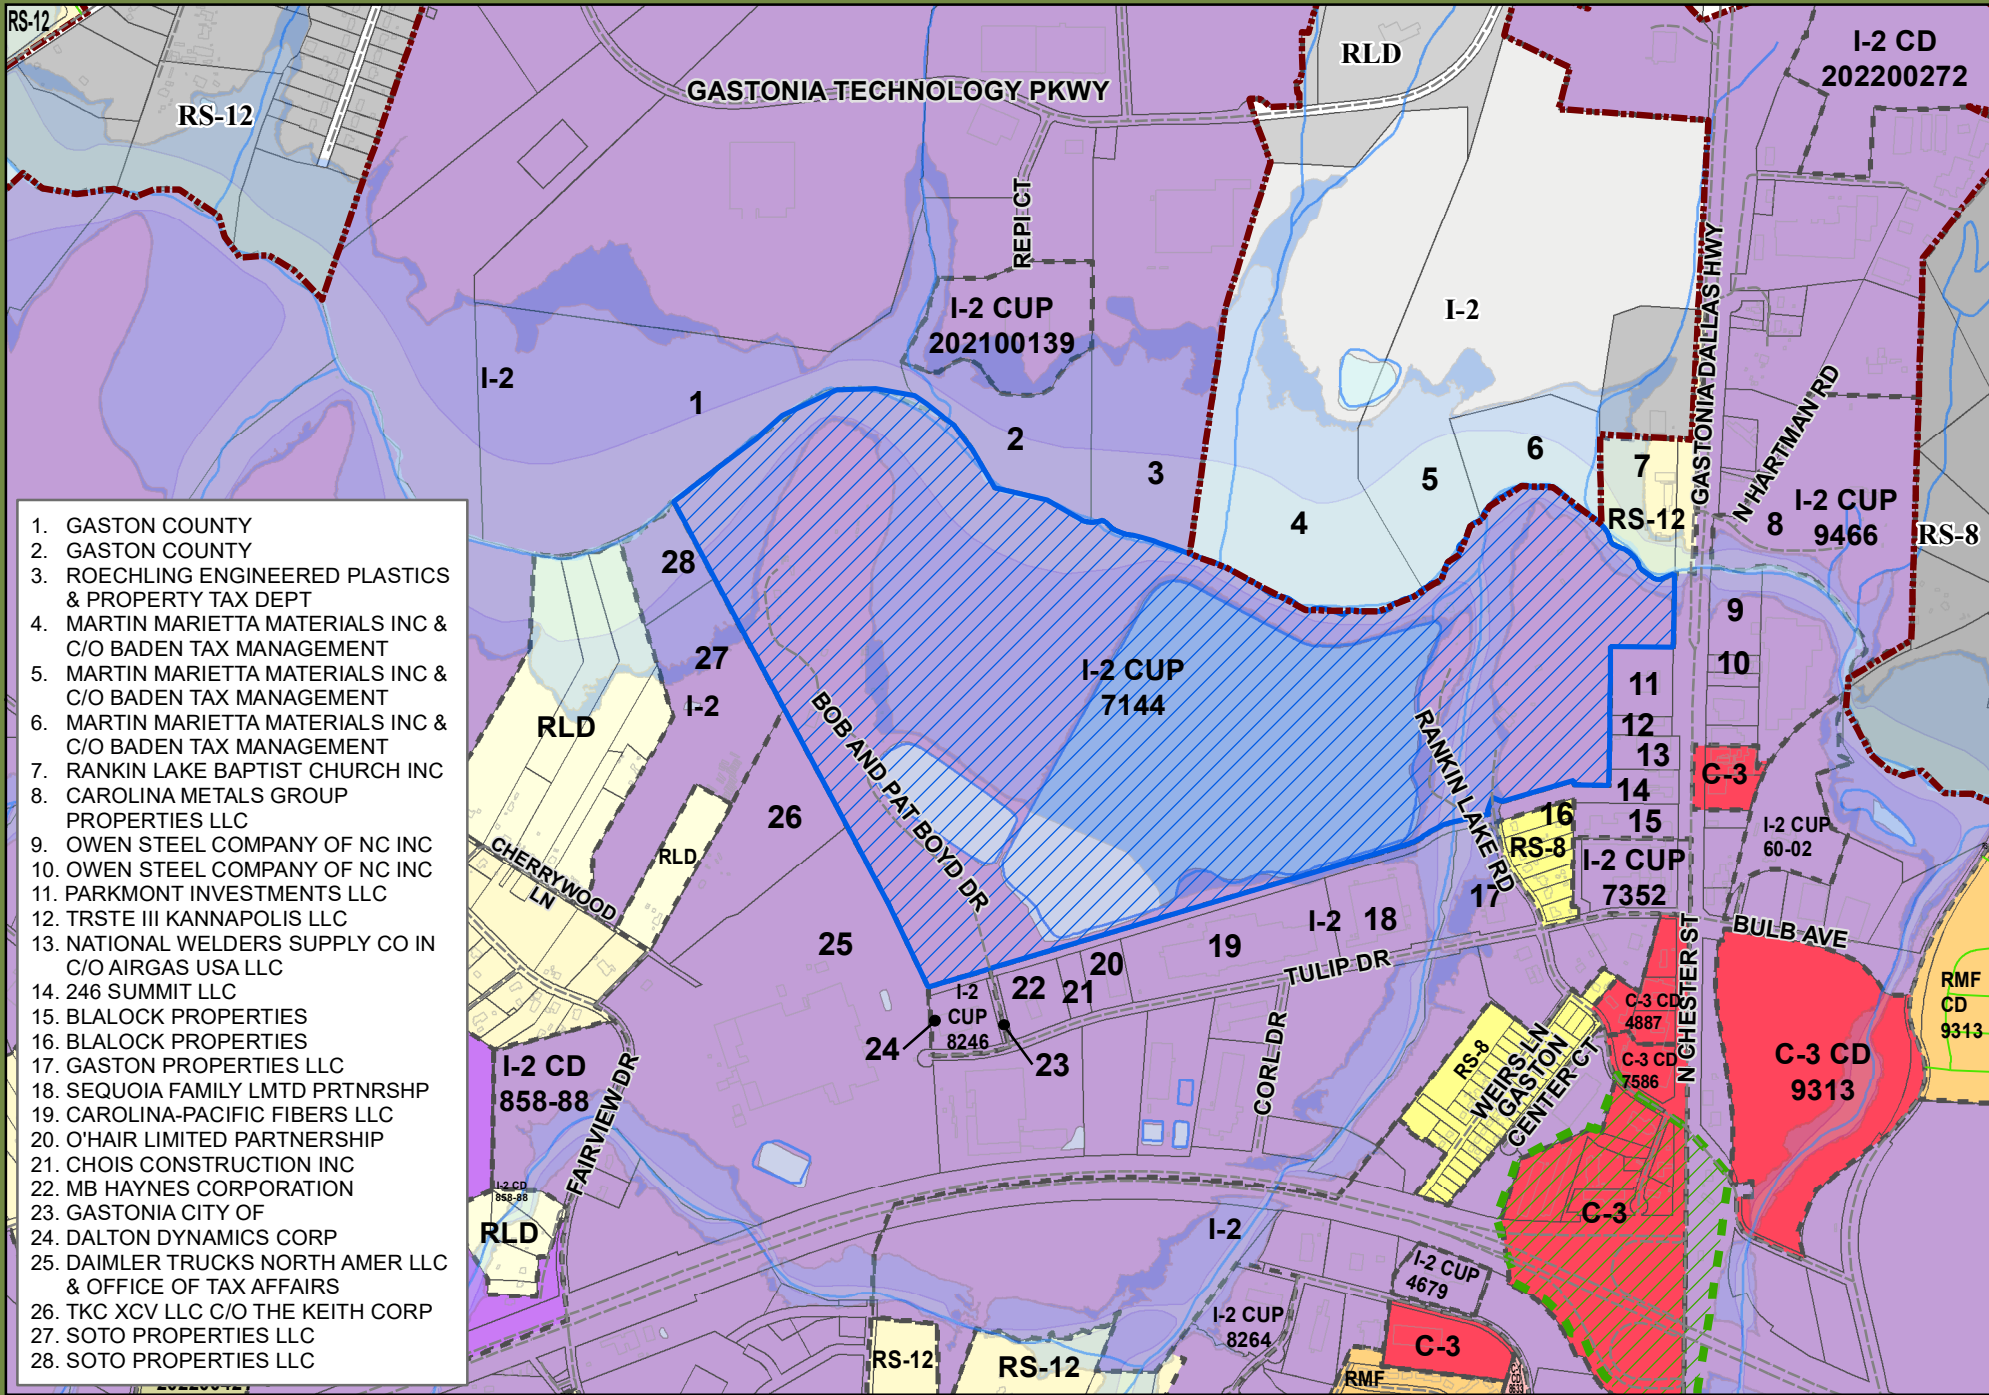 RS-12
RS-12
GASTONIA TECHNOLOGY PKWY
RLD
I-2 CD
202200272
REPI CT
I-2 CUP
202100139
I-2
GASTONIA DALLAS HWY
N HARTMAN RD
I-2
1
2
3
4
5
6
7
RS-12
8
I-2 CUP
9466
RS-8
1. GASTON COUNTY
2. GASTON COUNTY
3. ROECHLING ENGINEERED PLASTICS
& PROPERTY TAX DEPT
4. MARTIN MARIETTA MATERIALS INC &
C/O BADEN TAX MANAGEMENT
5. MARTIN MARIETTA MATERIALS INC &
C/O BADEN TAX MANAGEMENT
6. MARTIN MARIETTA MATERIALS INC &
C/O BADEN TAX MANAGEMENT
7. RANKIN LAKE BAPTIST CHURCH INC
8. CAROLINA METALS GROUP
PROPERTIES LLC
9. OWEN STEEL COMPANY OF NC INC
10. OWEN STEEL COMPANY OF NC INC
11. PARKMONT INVESTMENTS LLC
12. TRSTE III KANNAPOLIS LLC
13. NATIONAL WELDERS SUPPLY CO IN
C/O AIRGAS USA LLC
14. 246 SUMMIT LLC
15. BLALOCK PROPERTIES
16. BLALOCK PROPERTIES
17. GASTON PROPERTIES LLC
18. SEQUOIA FAMILY LMTD PRTNRSHP
19. CAROLINA-PACIFIC FIBERS LLC
20. O'HAIR LIMITED PARTNERSHIP
21. CHOIS CONSTRUCTION INC
22. MB HAYNES CORPORATION
23. GASTONIA CITY OF
24. DALTON DYNAMICS CORP
25. DAIMLER TRUCKS NORTH AMER LLC
& OFFICE OF TAX AFFAIRS
26. TKC XCV LLC C/O THE KEITH CORP
27. SOTO PROPERTIES LLC
28. SOTO PROPERTIES LLC
28
27
I-2
RLD
I-2 CUP
7144
BOB AND PAT BOYD DR
RANKIN LAKE RD
9
10
11
12
13
14
15
16
C-3
RS-8
I-2 CUP
7352
I-2 CUP
60-02
26
RLD
CHERRYWOOD
LN
25
17
18
I-2
19
20
21
22
TULIP DR
BULB AVE
N CHESTER ST
I-2
CUP
8246
24
23
CORL DR
RS-8
WEIRS LN
GASTON
CENTER CT
C-3 CD
4887
C-3 CD
7586
C-3 CD
9313
RMF
CD
9313
I-2 CD
858-88
FAIRVIEW DR
I-2 CD
858-88
RLD
I-2
C-3
I-2 CUP
4679
I-2 CUP
8264
C-3
RS-12
RS-12
RMF